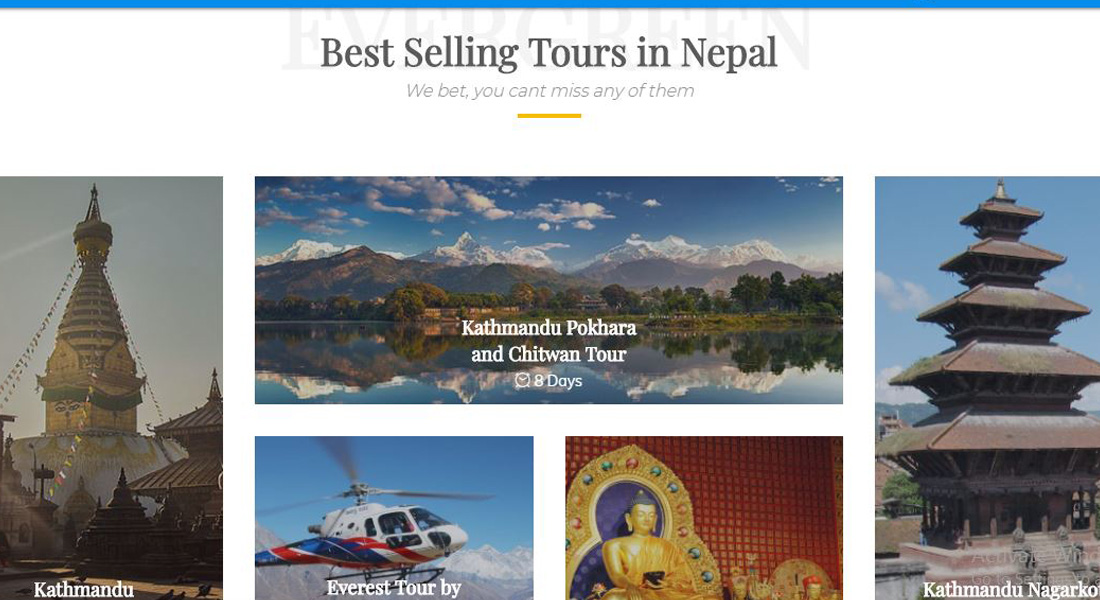 EVERGREEN
Best Selling Tours in Nepal
We bet, you cant miss any of them
Kathmandu Pokhara
and Chitwan Tour
8 Days
Kathmandu
Everest Tour by
Kathmandu Nagarko
Activate Wind